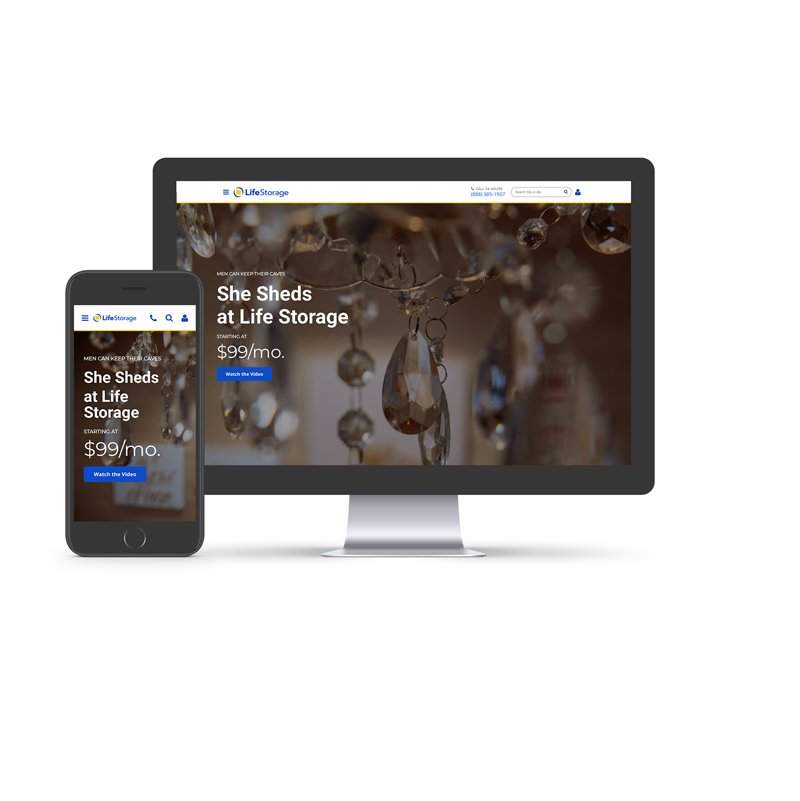 LifeStorage
CALL 24 HOURS
(888) 385-1907
Search City or Zip
MEN CAN KEEP THEIR CAVES
She Sheds
at Life Storage
STARTING AT
$99/mo.
Watch the Video
LifeStorage
MEN CAN KEEP THEIR CAVES
She Sheds
at Life
Storage
STARTING AT
$99/mo.
Watch the Video